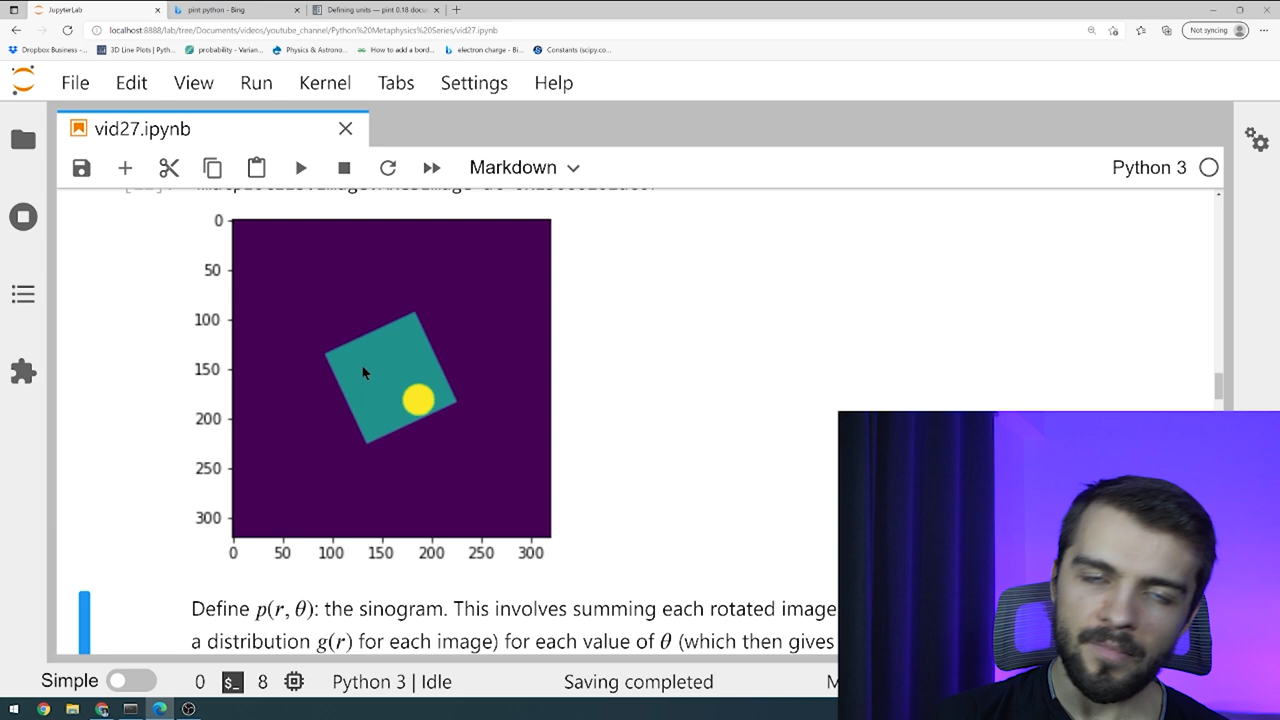 JupyterLab
pint python - Bing
Defining units — pint 0.18 docu
localhost:8888/lab/tree/Documents/videos/youtube_channel/Python%20Metaphysics%20Series/vid27.ipynb
Not syncing
Dropbox Business -...
3D Line Plots | Pyth...
probability - Varian...
Physics & Astrono...
How to add a bord...
electron charge - Bi...
Constants (scipy.co...
File Edit View Run Kernel Tabs Settings Help
vid27.ipynb
Markdown
Python 3
0
50
100
150
200
250
300
0 50 100 150 200 250 300
Define p(r, θ): the sinogram. This involves summing each rotated image
a distribution g(r) for each image) for each value of θ (which then gives
Simple 0 $_ 8 Python 3 | Idle Saving completed M